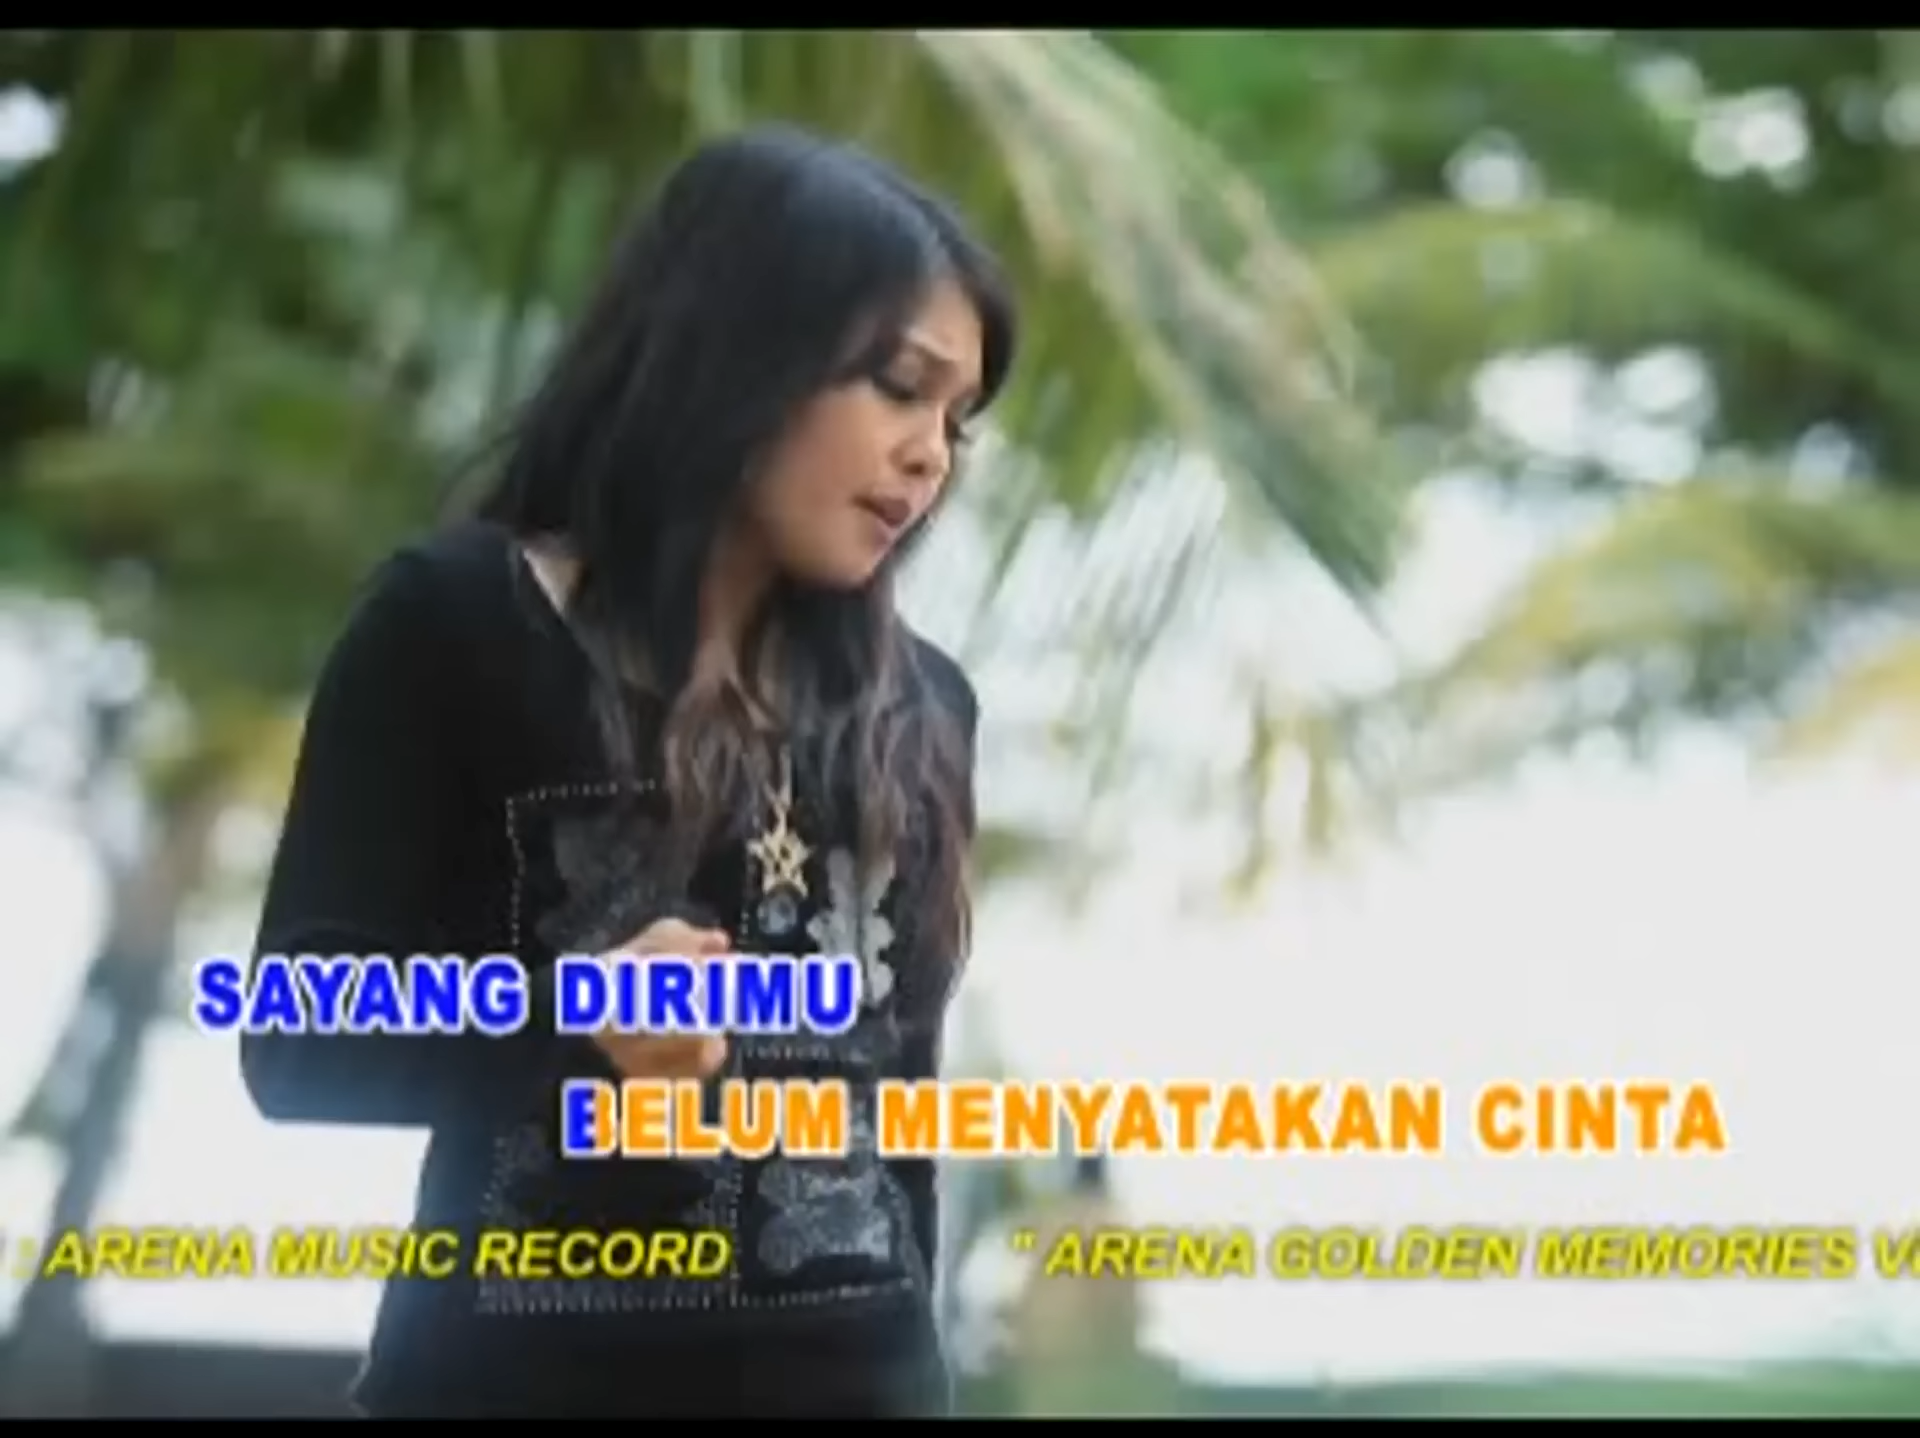 SAYANG DIRIMU
BELUM MENYATAKAN CINTA
: ARENA MUSIC RECORD " ARENA GOLDEN MEMORIES